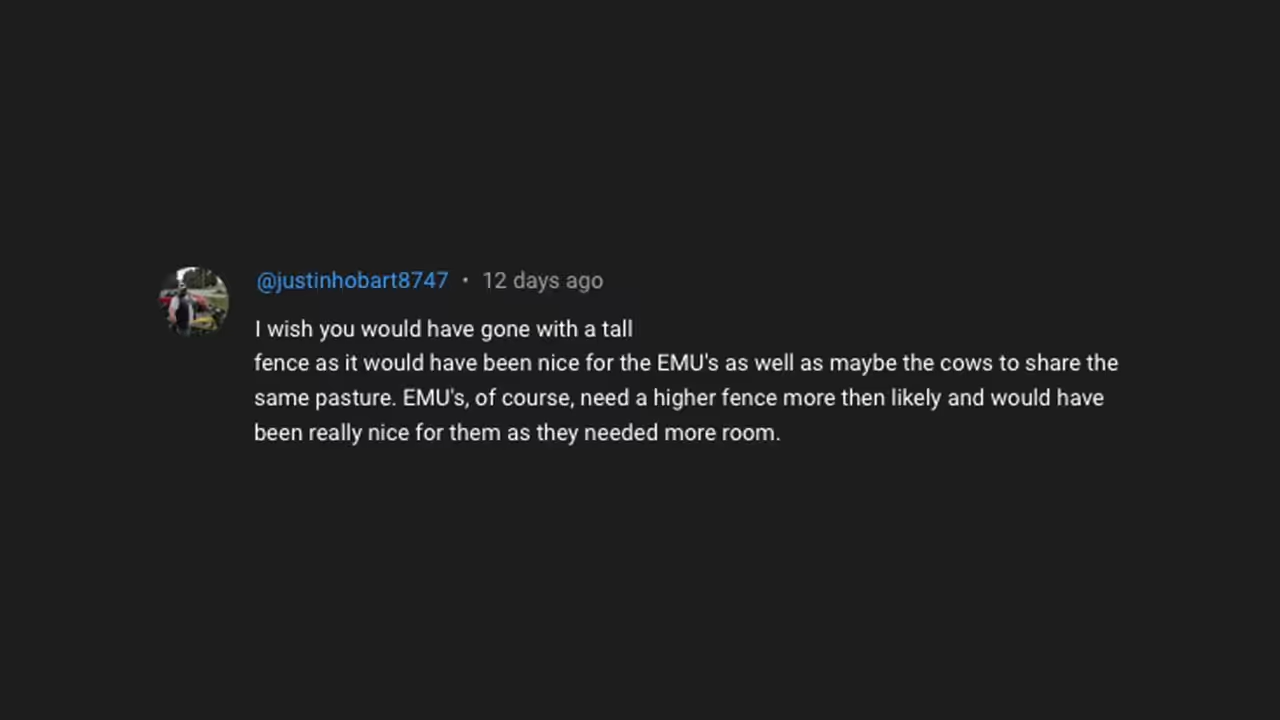 @justinhobart8747 • 12 days ago
I wish you would have gone with a tall
fence as it would have been nice for the EMU's as well as maybe the cows to share the
same pasture. EMU's, of course, need a higher fence more then likely and would have
been really nice for them as they needed more room.